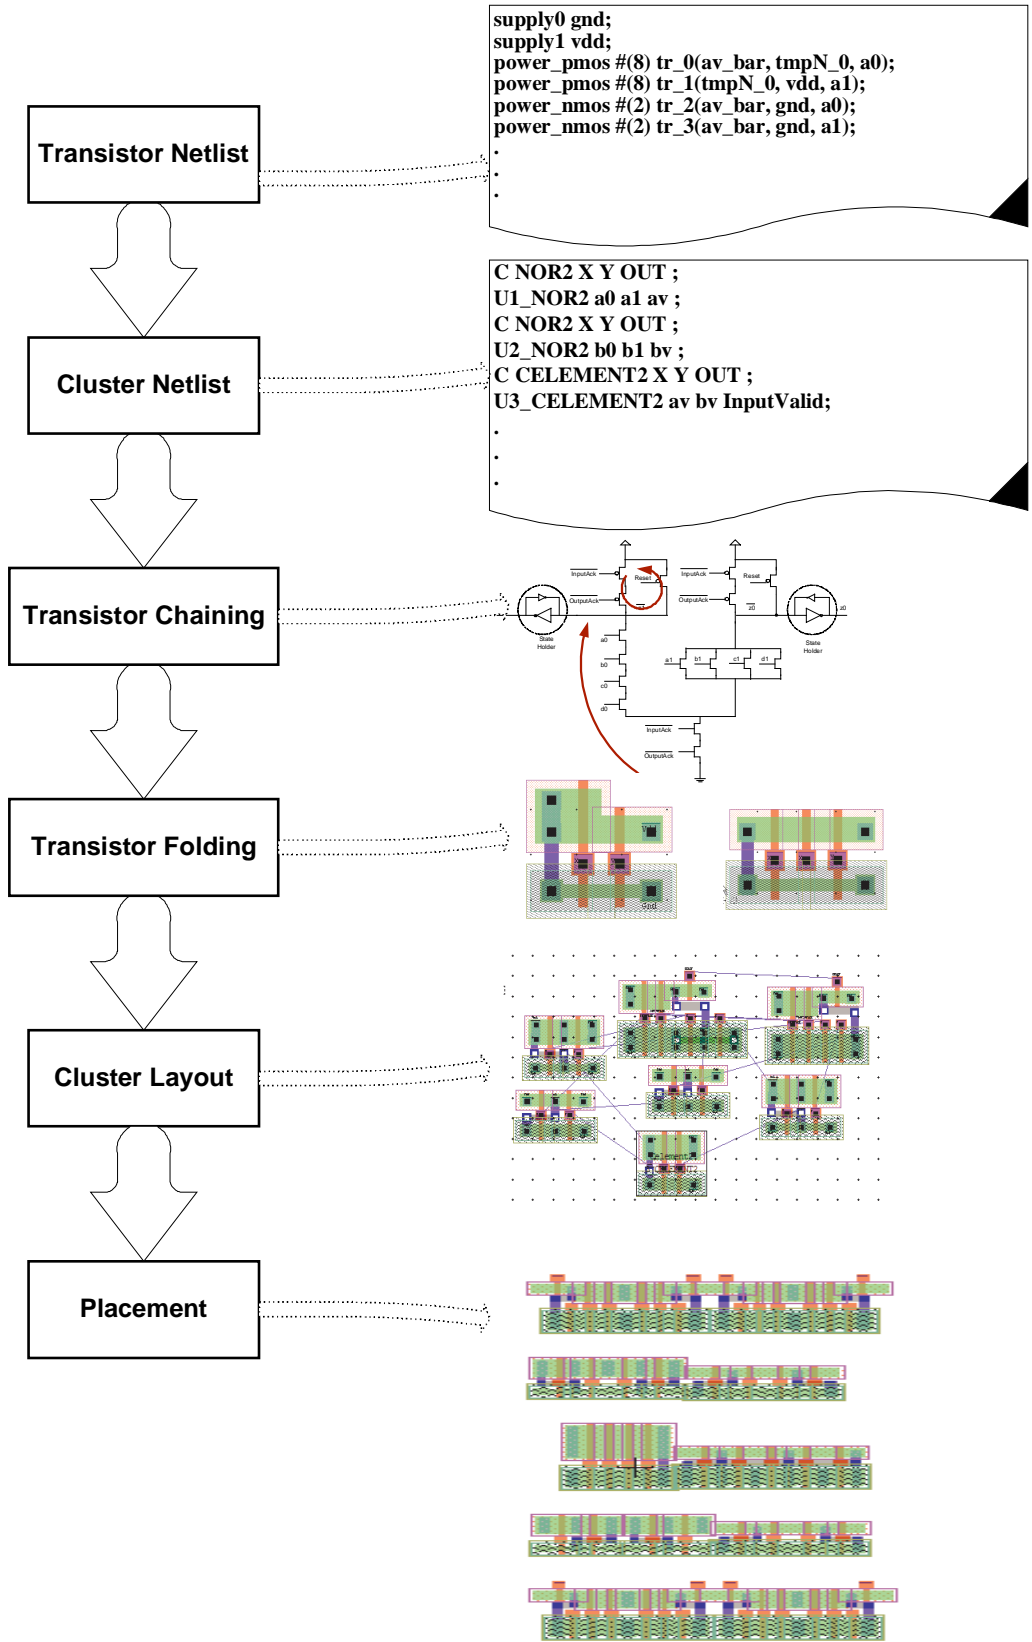 supply0 gnd;
supply1 vdd;
power_pmos #(8) tr_0(av_bar, tmpN_0, a0);
power_pmos #(8) tr_1(tmpN_0, vdd, a1);
power_nmos #(2) tr_2(av_bar, gnd, a0);
power_nmos #(2) tr_3(av_bar, gnd, a1);
.
.
.
Transistor Netlist
C NOR2 X Y OUT ;
U1_NOR2 a0 a1 av ;
C NOR2 X Y OUT ;
U2_NOR2 b0 b1 bv ;
C CELEMENT2 X Y OUT ;
U3_CELEMENT2 av bv InputValid;
.
.
.
Cluster Netlist
Transistor Chaining
InputAck
Reset
InputAck
Reset
OutputAck
OutputAck
z0
z0
State
Holder
State
Holder
a0
b0
c0
d0
a1
b1
c1
d1
InputAck
OutputAck
Transistor Folding
Vdd
Gnd
Cluster Layout
Placement